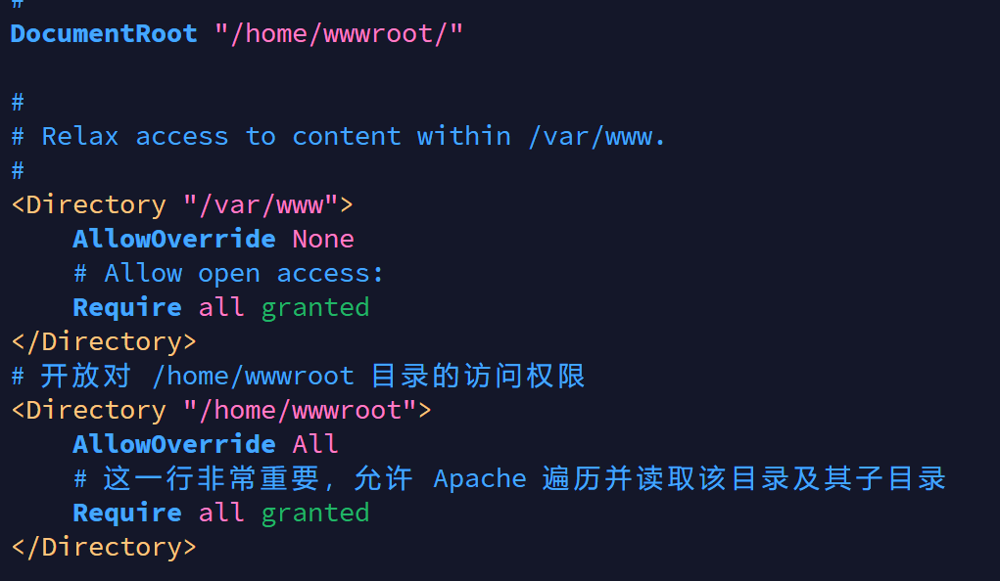 #
DocumentRoot "/home/wwwroot/"
#
# Relax access to content within /var/www.
#
<Directory "/var/www">
    AllowOverride None
    # Allow open access:
    Require all granted
</Directory>
# 开放对 /home/wwwroot 目录的访问权限
<Directory "/home/wwwroot">
    AllowOverride All
    # 这一行非常重要，允许 Apache 遍历并读取该目录及其子目录
    Require all granted
</Directory>